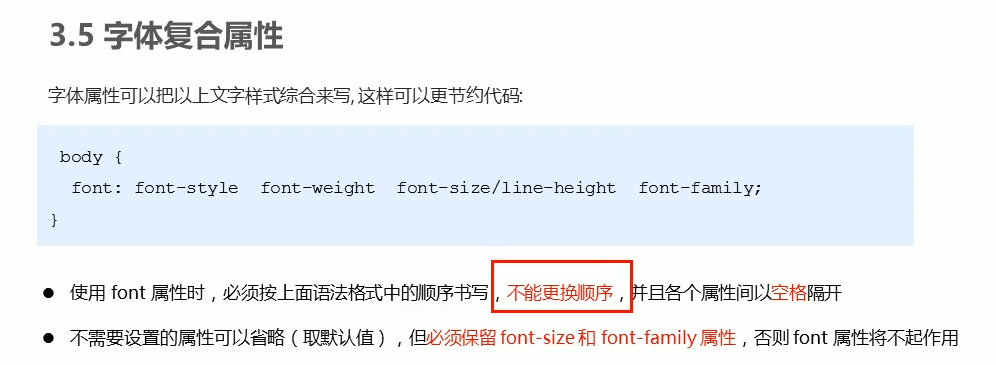 3.5 字体复合属性
字体属性可以把以上文字样式综合来写, 这样可以更节约代码:
body {
font: font-style font-weight font-size/line-height font-family;
}
● 使用 font 属性时，必须按上面语法格式中的顺序书写，不能更换顺序，并且各个属性间以空格隔开
● 不需要设置的属性可以省略（取默认值），但必须保留 font-size 和 font-family 属性，否则 font 属性将不起作用